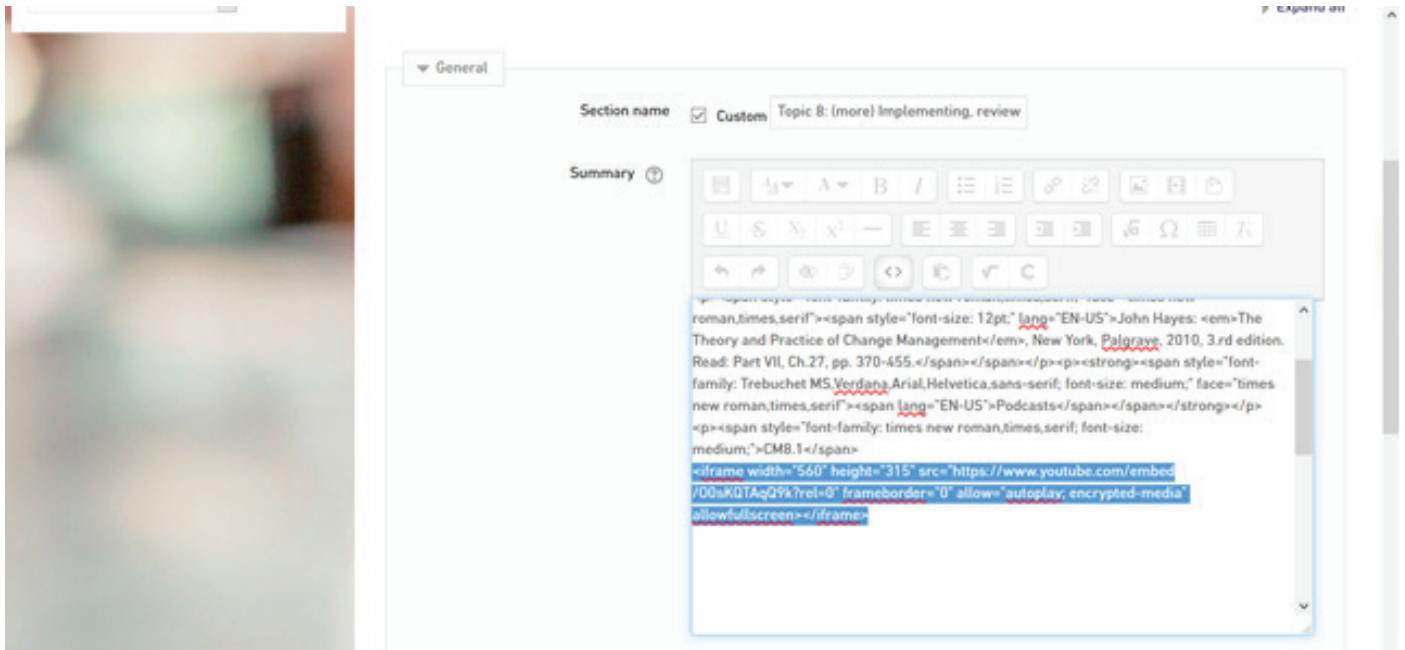 Expand all
General
Section name Custom Topic 8: (more) Implementing, review
Summary
roman,times,serif"><span style="font-size: 12pt;" lang="EN-US">John Hayes: <em>The
Theory and Practice of Change Management</em>, New York, Palgrave, 2010, 3.rd edition.
Read: Part VII, Ch.27, pp. 370-455.</span></span></p><p><strong><span style="font-
family: Trebuchet MS,Verdana,Arial,Helvetica,sans-serif; font-size: medium;" face="times
new roman,times,serif"><span lang="EN-US">Podcasts</span></span></strong></p>
<p><span style="font-family: times new roman,times,serif; font-size:
medium;">CM8.1</span>
<iframe width="560" height="315" src="https://www.youtube.com/embed
/O0sKQTAqQ9k?rel=0" frameborder="0" allow="autoplay; encrypted-media"
allowfullscreen></iframe>